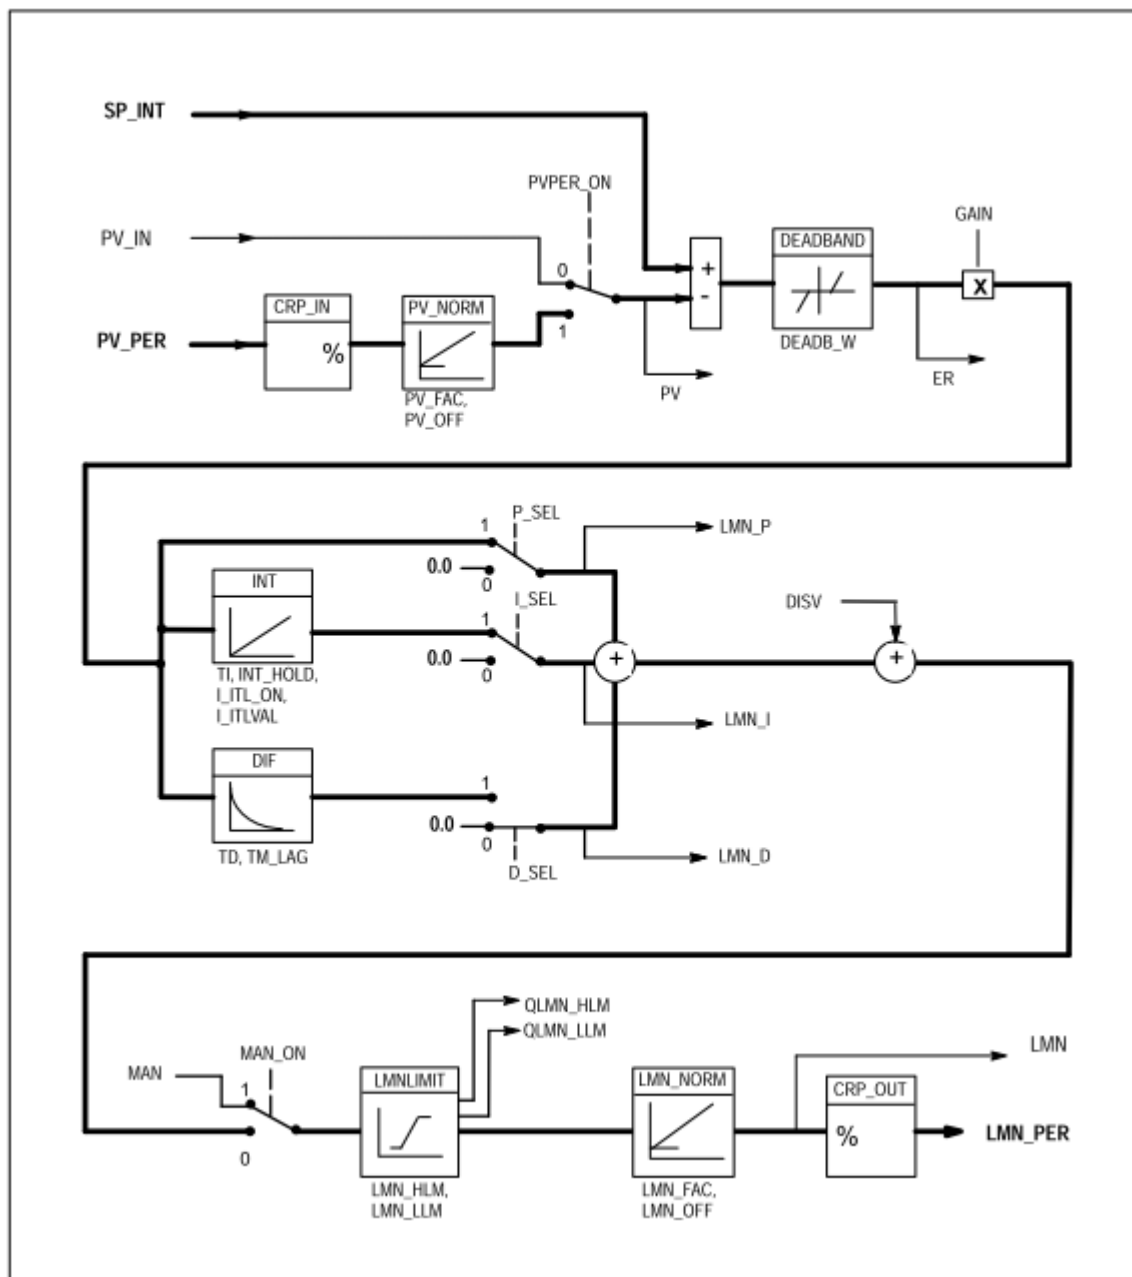 SP_INT
PVPER_ON
GAIN
PV_IN
DEADBAND
0
+
-
X
CRP_IN
PV_NORM
PV_PER
%
1
DEADB_W
ER
PV
PV_FAC,
PV_OFF
P_SEL
1
LMN_P
0.0
0
INT
I_SEL
DISV
1
+
+
0.0
0
TI, INT_HOLD,
I_ITL_ON,
I_ITLVAL
LMN_I
DIF
1
0.0
0
TD, TM_LAG
D_SEL
LMN_D
QLMN_HLM
QLMN_LLM
MAN_ON
LMN
MAN
1
LMNLIMIT
LMN_NORM
CRP_OUT
%
LMN_PER
0
LMN_HLM,
LMN_LLM
LMN_FAC,
LMN_OFF